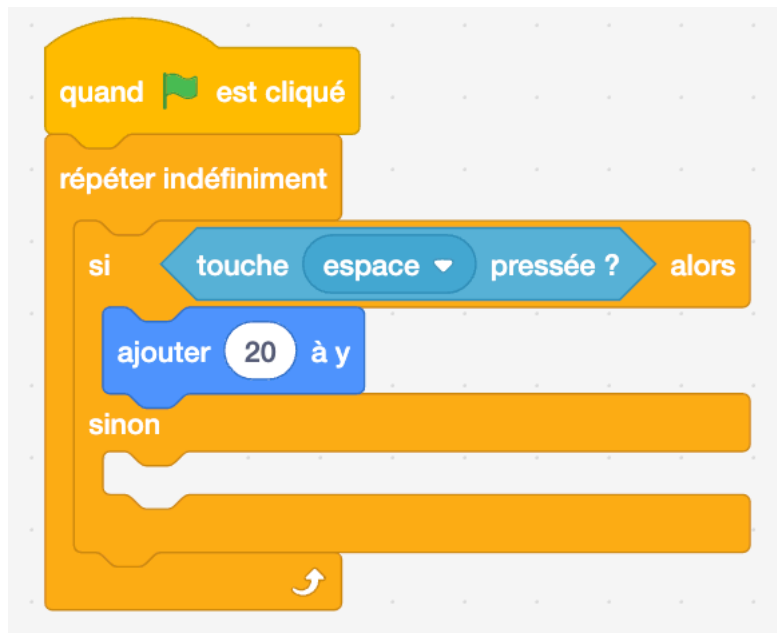 quand est cliqué
répéter indéfiniment
si touche espace pressée ? alors
ajouter 20 à y
sinon